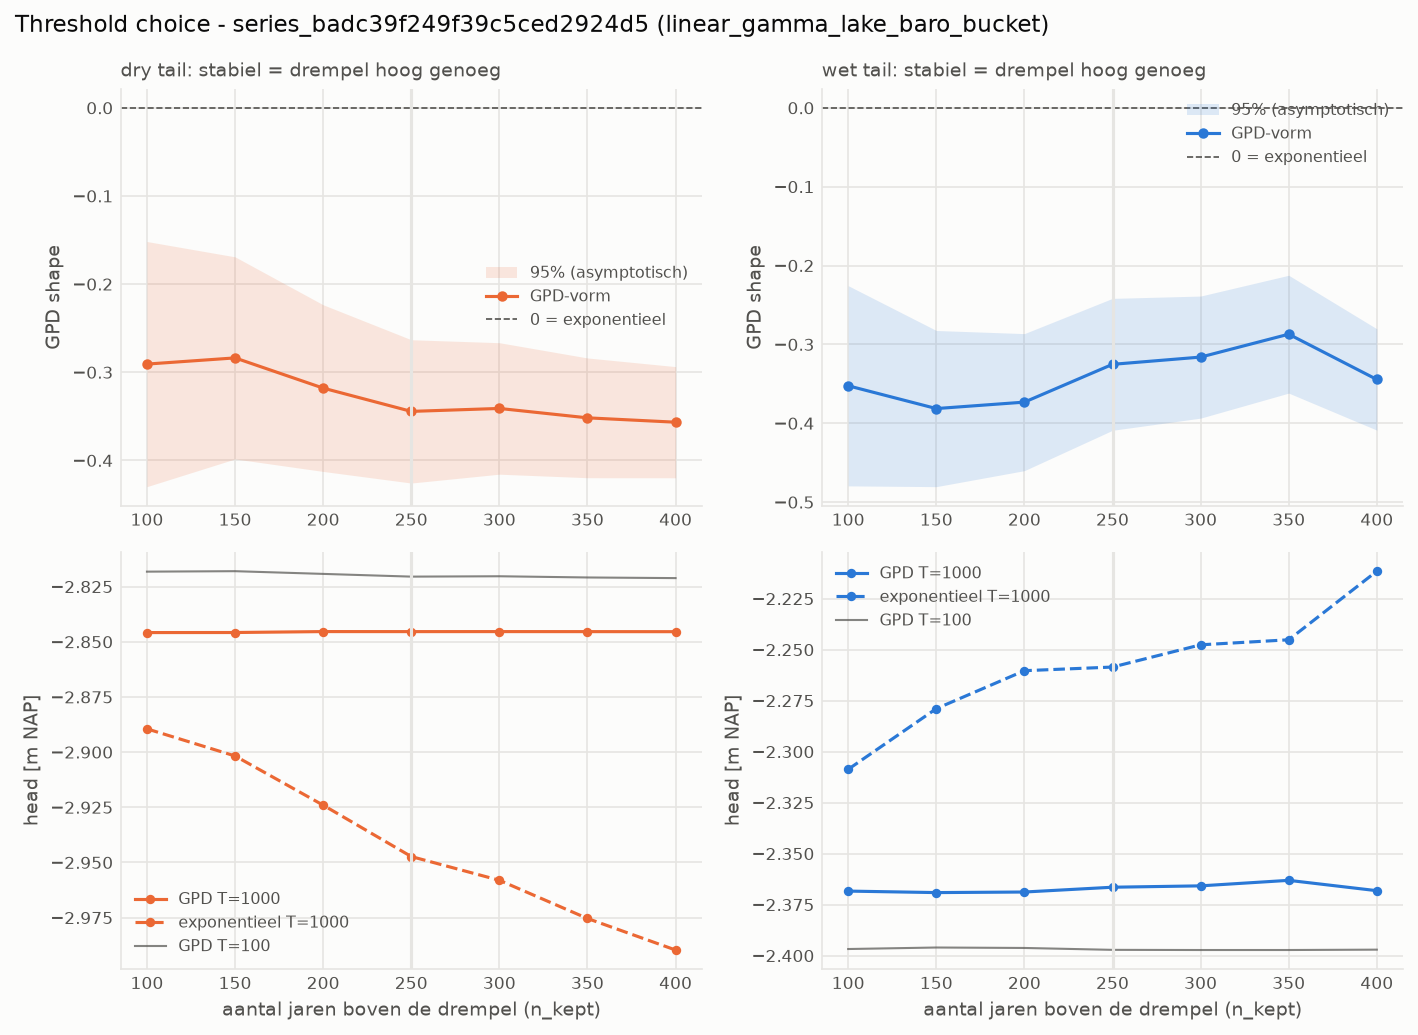 Threshold choice - series_badc39f249f39c5ced2924d5 (linear_gamma_lake_baro_bucket)
dry tail: stabiel = drempel hoog genoeg
GPD shape
0.0
−0.1
−0.2
−0.3
−0.4
95% (asymptotisch)
GPD-vorm
0 = exponentieel
100 150 200 250 300 350 400
wet tail: stabiel = drempel hoog genoeg
GPD shape
0.0
−0.1
−0.2
−0.3
−0.4
−0.5
95% (asymptotisch)
GPD-vorm
0 = exponentieel
100 150 200 250 300 350 400
head [m NAP]
−2.825
−2.850
−2.875
−2.900
−2.925
−2.950
−2.975
GPD T=1000
exponentieel T=1000
GPD T=100
100 150 200 250 300 350 400
aantal jaren boven de drempel (n_kept)
head [m NAP]
−2.225
−2.250
−2.275
−2.300
−2.325
−2.350
−2.375
−2.400
GPD T=1000
exponentieel T=1000
GPD T=100
100 150 200 250 300 350 400
aantal jaren boven de drempel (n_kept)